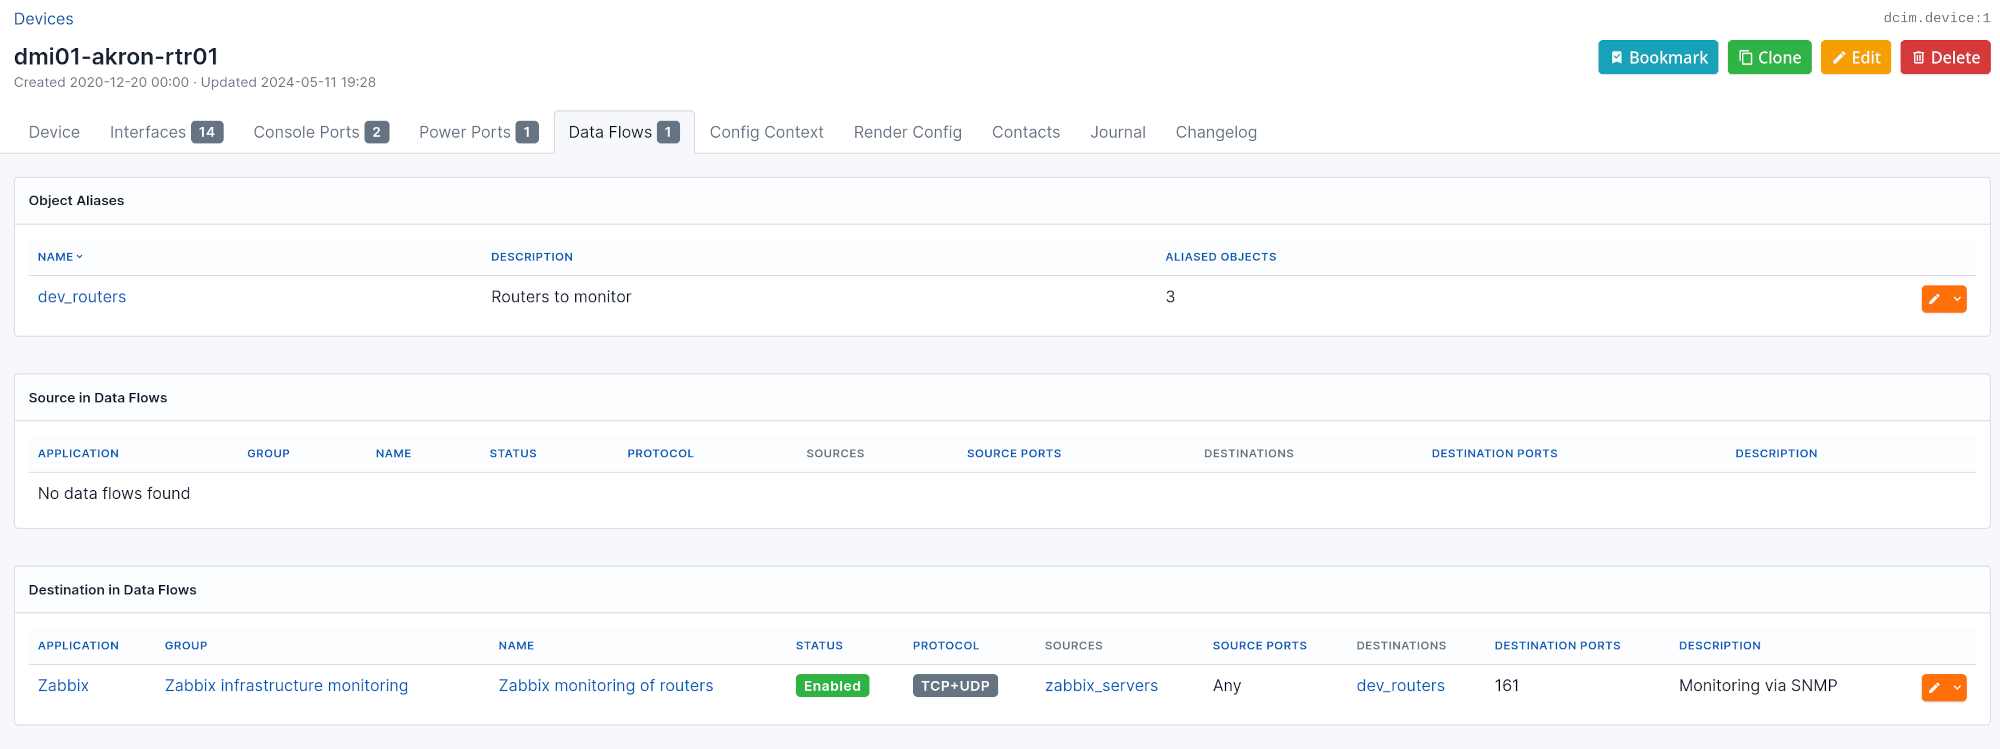 Devices
dcim.device:1
dmi01-akron-rtr01
Bookmark Clone Edit Delete
Created 2020-12-20 00:00 · Updated 2024-05-11 19:28
Device Interfaces 14 Console Ports 2 Power Ports 1 Data Flows 1 Config Context Render Config Contacts Journal Changelog
Object Aliases
NAME DESCRIPTION ALIASED OBJECTS
dev_routers Routers to monitor 3
Source in Data Flows
APPLICATION GROUP NAME STATUS PROTOCOL SOURCES SOURCE PORTS DESTINATIONS DESTINATION PORTS DESCRIPTION
No data flows found
Destination in Data Flows
APPLICATION GROUP NAME STATUS PROTOCOL SOURCES SOURCE PORTS DESTINATIONS DESTINATION PORTS DESCRIPTION
Zabbix Zabbix infrastructure monitoring Zabbix monitoring of routers Enabled TCP+UDP zabbix_servers Any dev_routers 161 Monitoring via SNMP